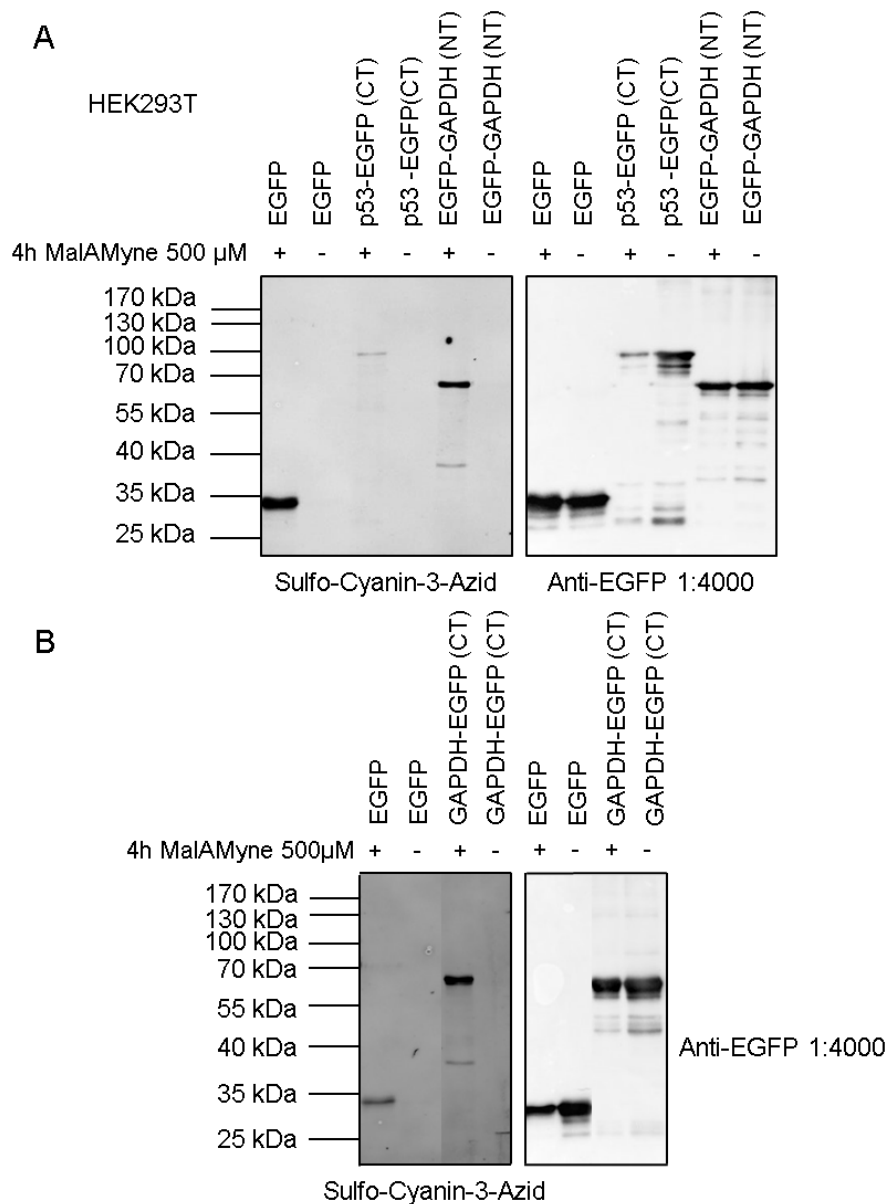 A
HEK293T
EGFP
EGFP
p53-EGFP (CT)
p53 -EGFP(CT)
EGFP-GAPDH (NT)
EGFP-GAPDH (NT)
EGFP
EGFP
p53-EGFP (CT)
p53 -EGFP(CT)
EGFP-GAPDH (NT)
EGFP-GAPDH (NT)
4h MalAMyne 500 µM + - + - + - + - + - + -
170 kDa
130 kDa
100 kDa
70 kDa
55 kDa
40 kDa
35 kDa
25 kDa
Sulfo-Cyanin-3-Azid Anti-EGFP 1:4000
B
EGFP
EGFP
GAPDH-EGFP (CT)
GAPDH-EGFP (CT)
EGFP
EGFP
GAPDH-EGFP (CT)
GAPDH-EGFP (CT)
4h MalAMyne 500µM + - + - + - + -
170 kDa
130 kDa
100 kDa
70 kDa
55 kDa
40 kDa
35 kDa
25 kDa
Anti-EGFP 1:4000
Sulfo-Cyanin-3-Azid